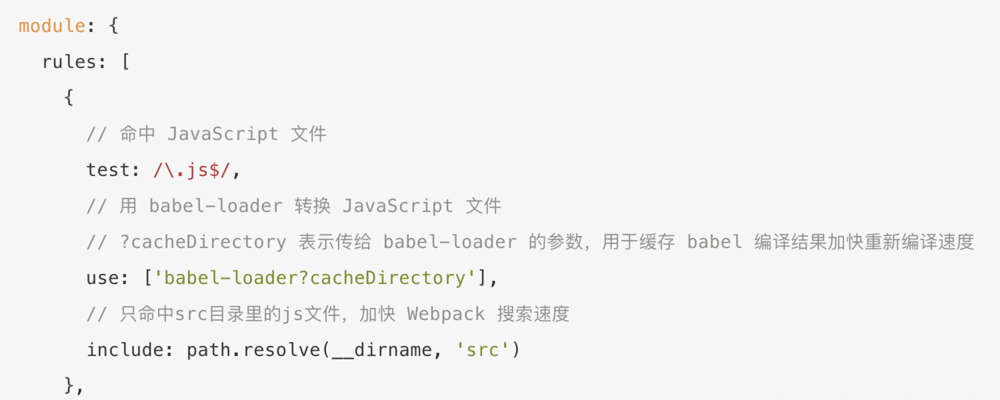 module: {
  rules: [
    {
      // 命中 JavaScript 文件
      test: /\.js$/,
      // 用 babel-loader 转换 JavaScript 文件
      // ?cacheDirectory 表示传给 babel-loader 的参数，用于缓存 babel 编译结果加快重新编译速度
      use: ['babel-loader?cacheDirectory'],
      // 只命中src目录里的js文件，加快 Webpack 搜索速度
      include: path.resolve(__dirname, 'src')
    },